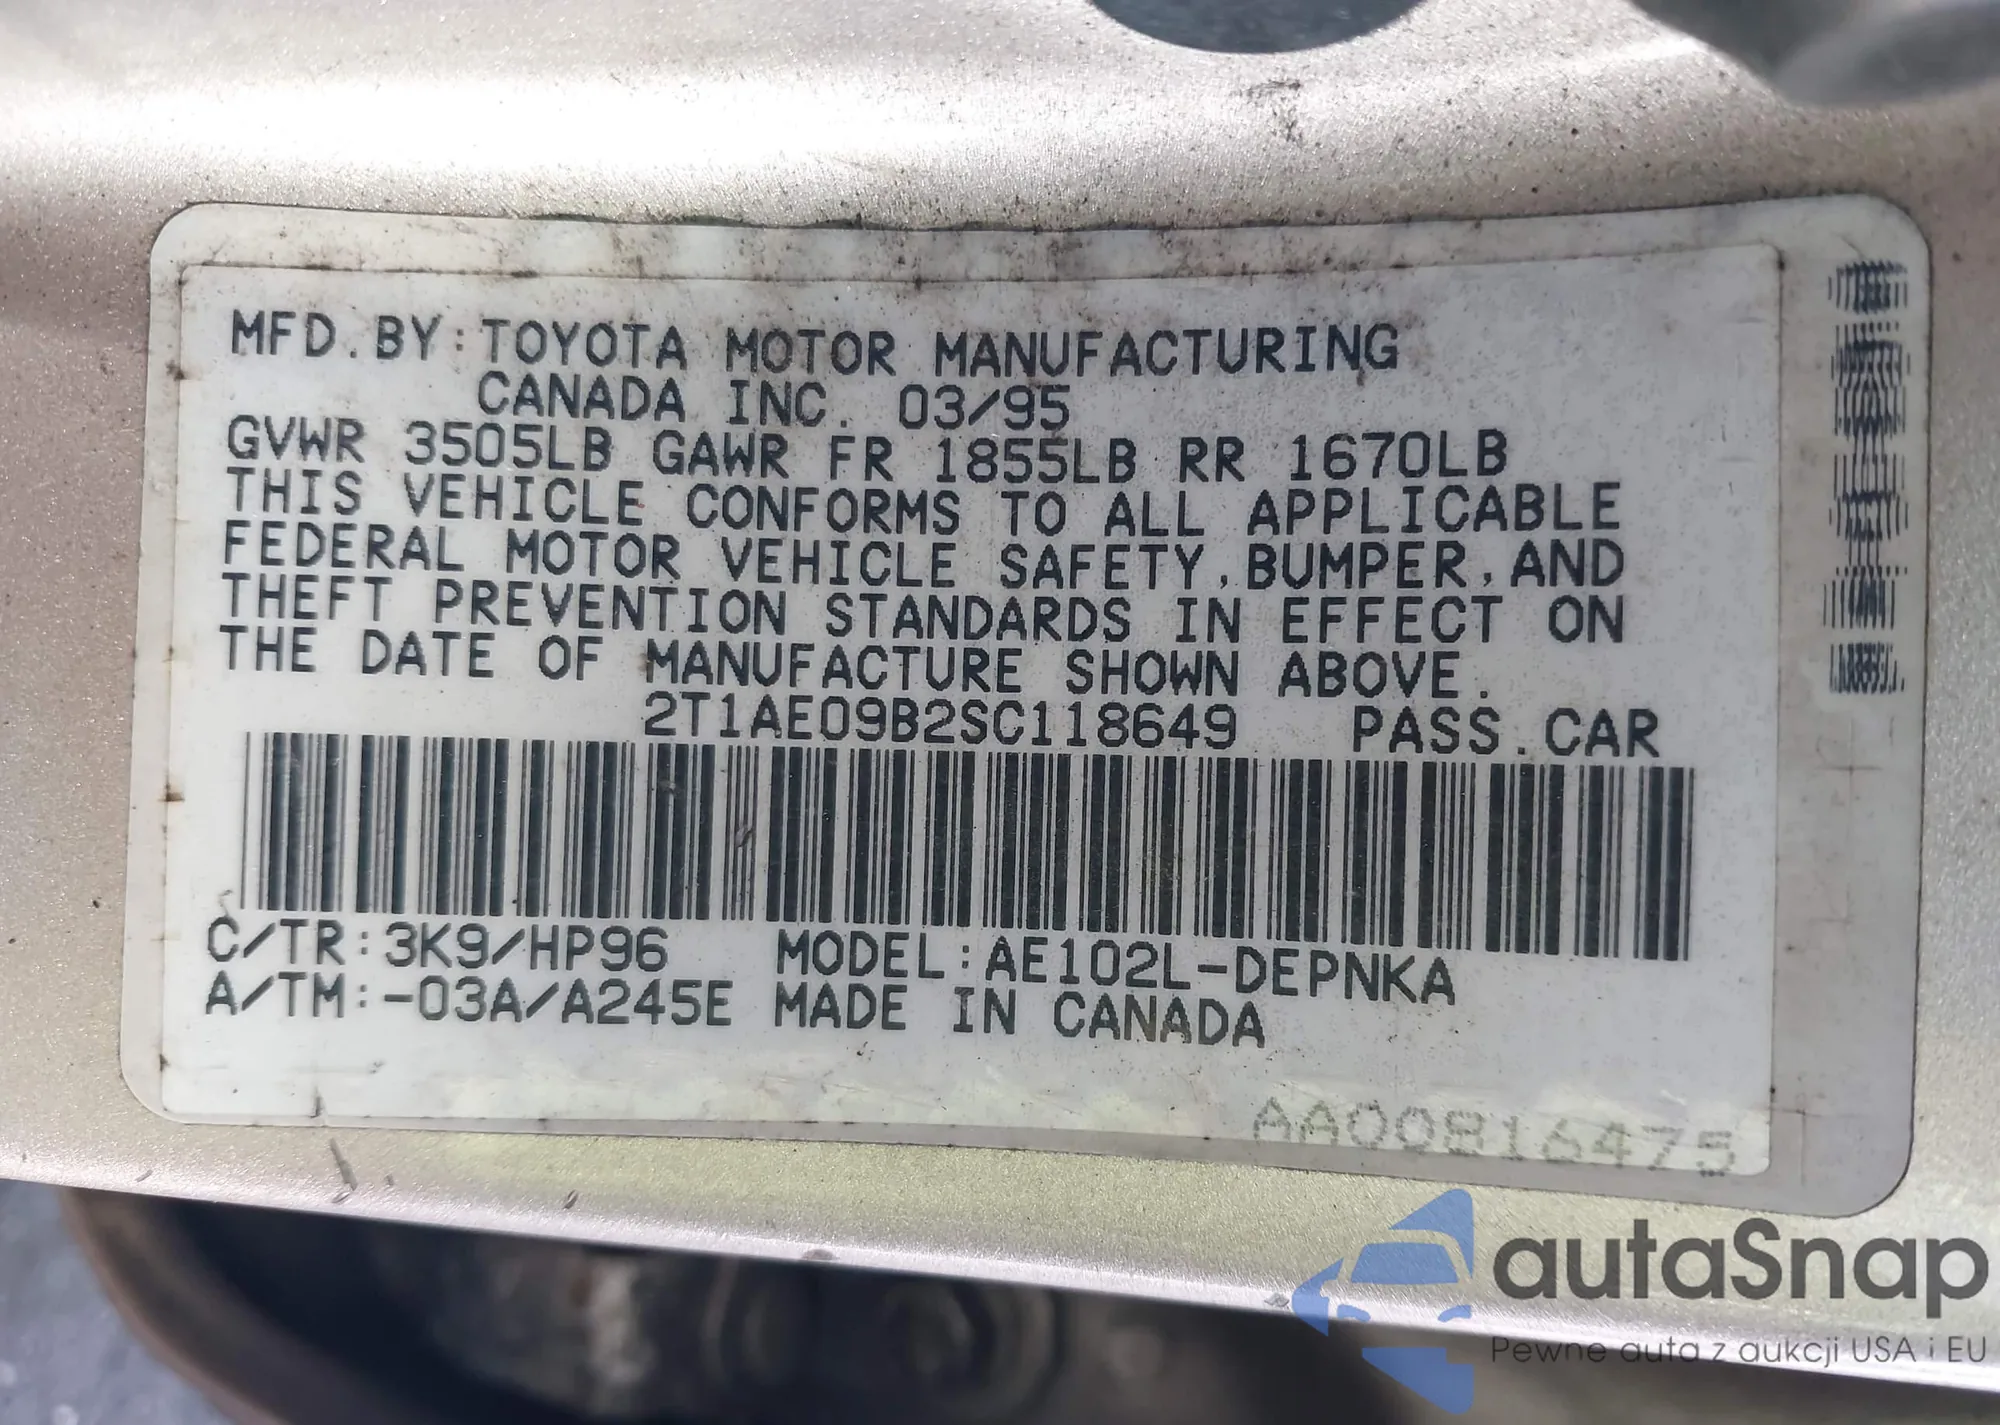 MFD.BY:TOYOTA MOTOR MANUFACTURING
CANADA INC. 03/95
GVWR 3505LB GAWR FR 1855LB RR 1670LB
THIS VEHICLE CONFORMS TO ALL APPLICABLE
FEDERAL MOTOR VEHICLE SAFETY,BUMPER,AND
THEFT PREVENTION STANDARDS IN EFFECT ON
THE DATE OF MANUFACTURE SHOWN ABOVE.
2T1AE09B2SC118649 PASS.CAR
C/TR:3K9/HP96 MODEL:AE102L-DEPNKA
A/TM:-03A/A245E MADE IN CANADA
AA00816475
autaSnap
Pewne auta z aukcji USA i EU